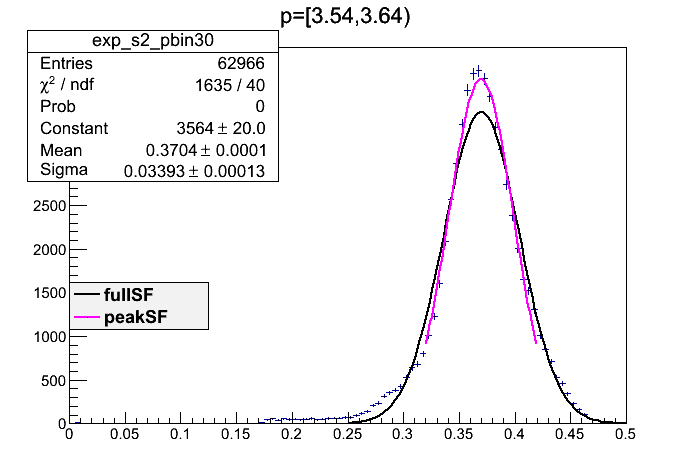 p=[3.54,3.64)
exp_s2_pbin30
Entries 62966
χ² / ndf 1635 / 40
Prob 0
Constant 3564 ± 20.0
Mean 0.3704 ± 0.0001
Sigma 0.03393 ± 0.00013
2500
2000
1500
fullSF
peakSF
1000
500
0
0 0.05 0.1 0.15 0.2 0.25 0.3 0.35 0.4 0.45 0.5